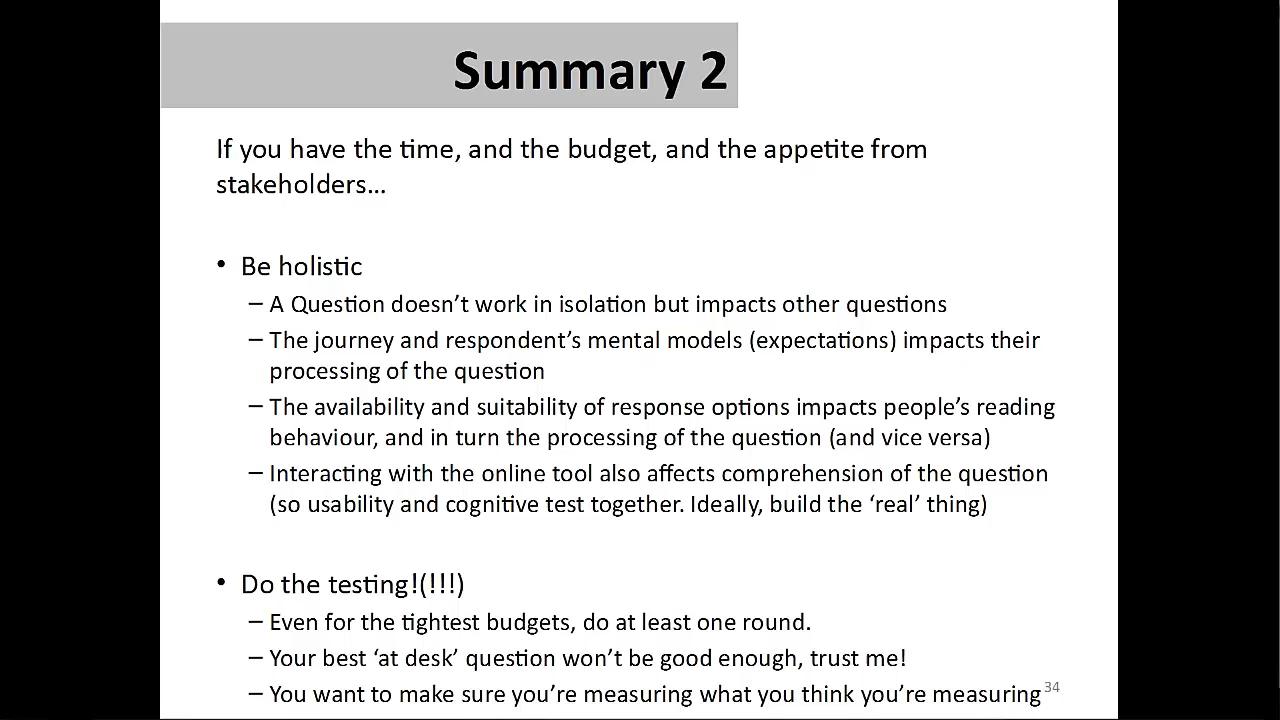 Summary 2
If you have the time, and the budget, and the appetite from
stakeholders…
• Be holistic
– A Question doesn’t work in isolation but impacts other questions
– The journey and respondent’s mental models (expectations) impacts their
processing of the question
– The availability and suitability of response options impacts people’s reading
behaviour, and in turn the processing of the question (and vice versa)
– Interacting with the online tool also affects comprehension of the question
(so usability and cognitive test together. Ideally, build the ‘real’ thing)
• Do the testing!(!!!)
– Even for the tightest budgets, do at least one round.
– Your best ‘at desk’ question won’t be good enough, trust me!
– You want to make sure you’re measuring what you think you’re measuring
34